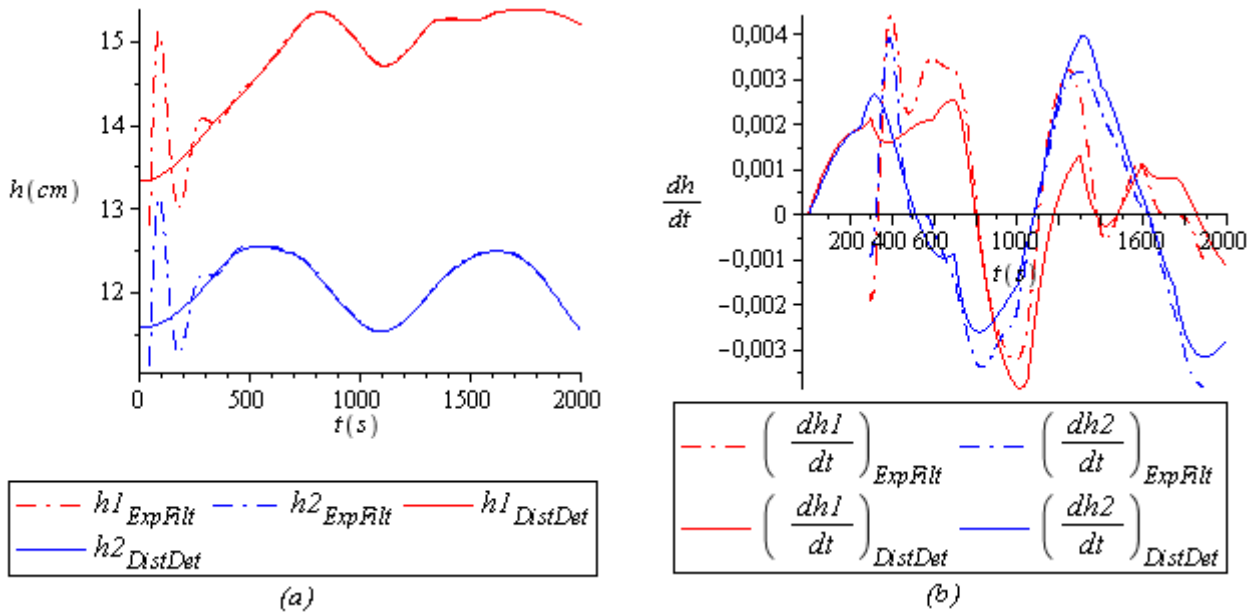 15
14
h(cm)
13
12
0 500 1000 1500 2000
t(s)
h1ExpFilt h2ExpFilt h1DistDet
h2DistDet
(a)
0,004
0,003
0,002
0,001
dh
dt
0
200 400 600 1000 1600 2000
t(s)
−0,001
−0,002
−0,003
(dh1/dt)ExpFilt (dh2/dt)ExpFilt
(dh1/dt)DistDet (dh2/dt)DistDet
(b)